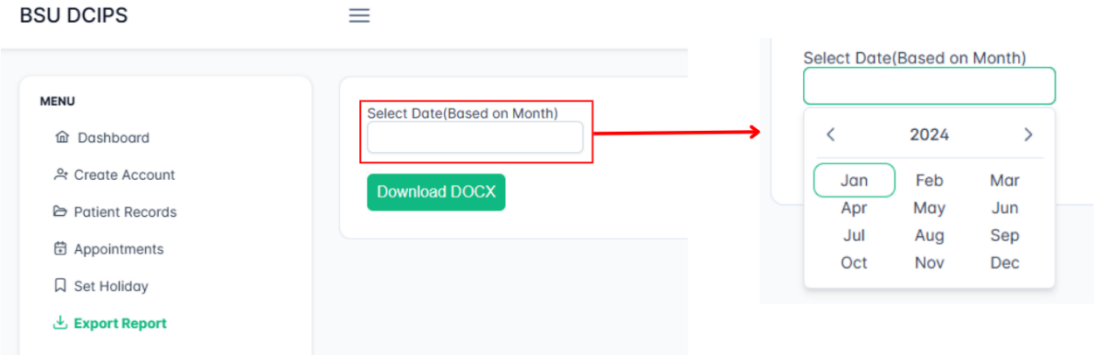 BSU DCIPS
MENU
Dashboard
Create Account
Patient Records
Appointments
Set Holiday
Export Report
Select Date(Based on Month)
Download DOCX
Select Date(Based on Month)
2024
Jan Feb Mar
Apr May Jun
Jul Aug Sep
Oct Nov Dec